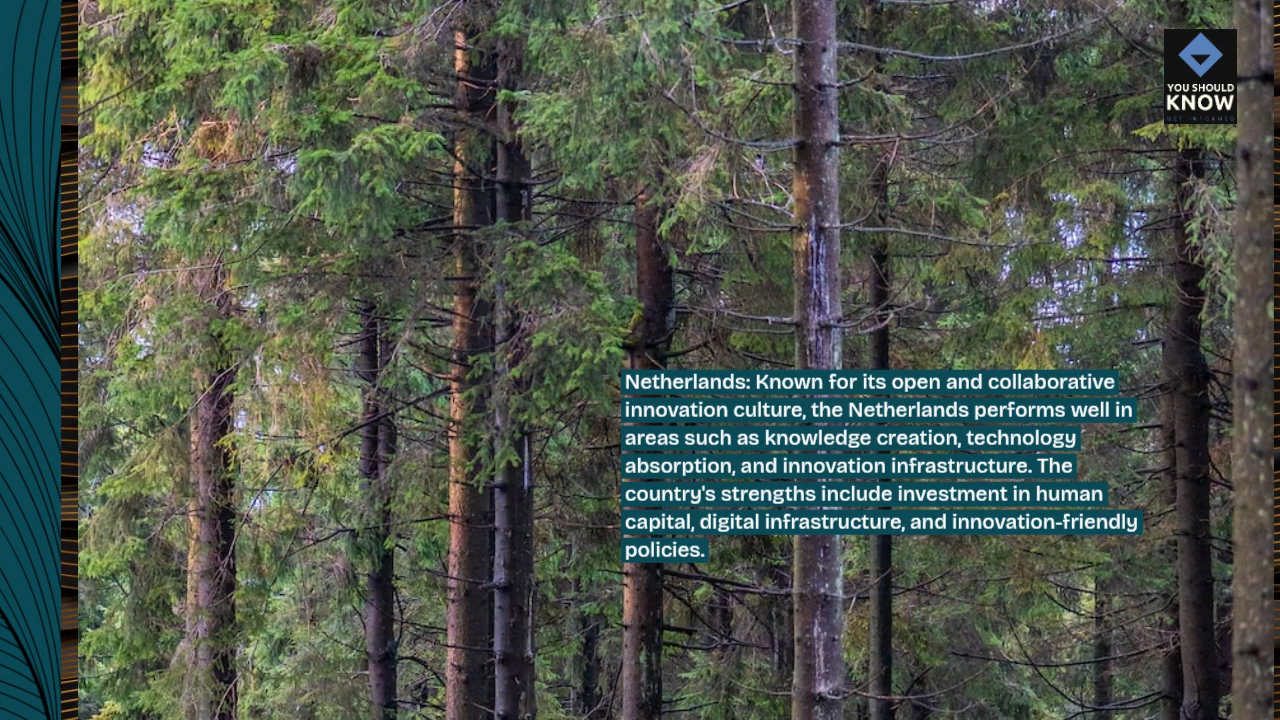 YOU SHOULD
KNOW
GET INFORMED
Netherlands: Known for its open and collaborative
innovation culture, the Netherlands performs well in
areas such as knowledge creation, technology
absorption, and innovation infrastructure. The
country's strengths include investment in human
capital, digital infrastructure, and innovation-friendly
policies.